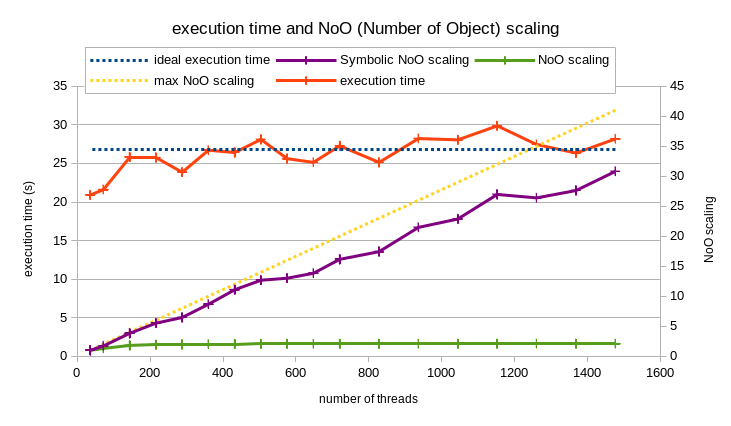 execution time and NoO (Number of Object) scaling
ideal execution time Symbolic NoO scaling NoO scaling
max NoO scaling execution time
35 45
40
30
35
25
30
20
25
15
20
15
10
10
5
5
0 0
0 200 400 600 800 1000 1200 1400 1600
execution time (s)
NoO scaling
number of threads